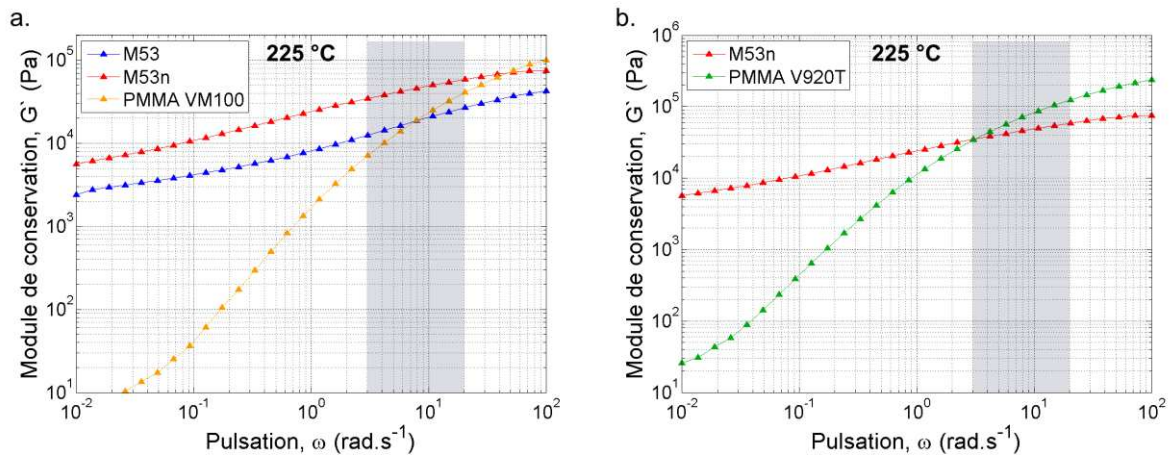 a.
M53
M53n
PMMA VM100
225 °C
Module de conservation, G` (Pa)
10^5
10^4
10^3
10^2
10^1
10^-2
10^-1
10^0
10^1
10^2
Pulsation, ω (rad.s^-1)
b.
M53n
PMMA V920T
225 °C
Module de conservation, G` (Pa)
10^6
10^5
10^4
10^3
10^2
10^1
10^-2
10^-1
10^0
10^1
10^2
Pulsation, ω (rad.s^-1)